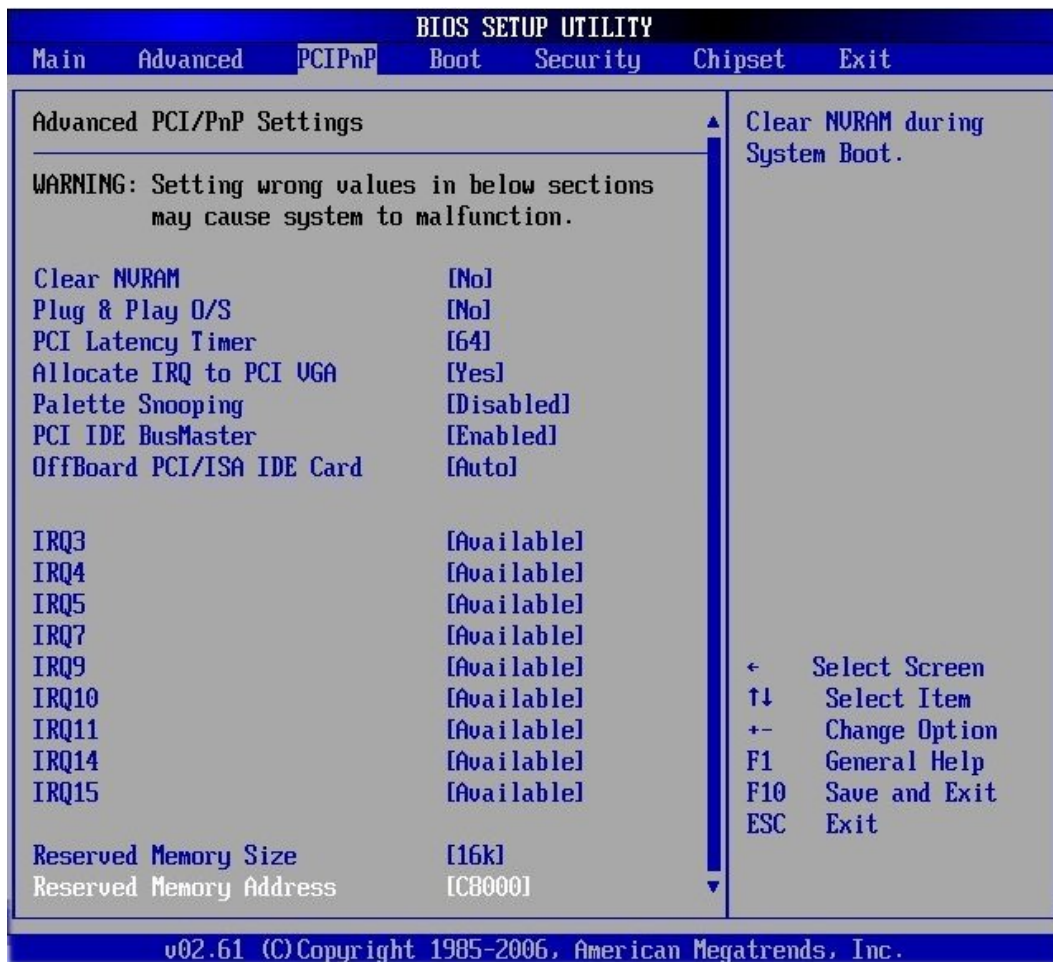 BIOS SETUP UTILITY
Main Advanced PCIPnP Boot Security Chipset Exit
Advanced PCI/PnP Settings
WARNING: Setting wrong values in below sections
may cause system to malfunction.
Clear NVRAM [No]
Plug & Play O/S [No]
PCI Latency Timer [64]
Allocate IRQ to PCI VGA [Yes]
Palette Snooping [Disabled]
PCI IDE BusMaster [Enabled]
OffBoard PCI/ISA IDE Card [Auto]
IRQ3 [Available]
IRQ4 [Available]
IRQ5 [Available]
IRQ7 [Available]
IRQ9 [Available]
IRQ10 [Available]
IRQ11 [Available]
IRQ14 [Available]
IRQ15 [Available]
Reserved Memory Size [16k]
Reserved Memory Address [C8000]
Clear NVRAM during
System Boot.
← Select Screen
↑↓ Select Item
+- Change Option
F1 General Help
F10 Save and Exit
ESC Exit
v02.61 (C)Copyright 1985-2006, American Megatrends, Inc.